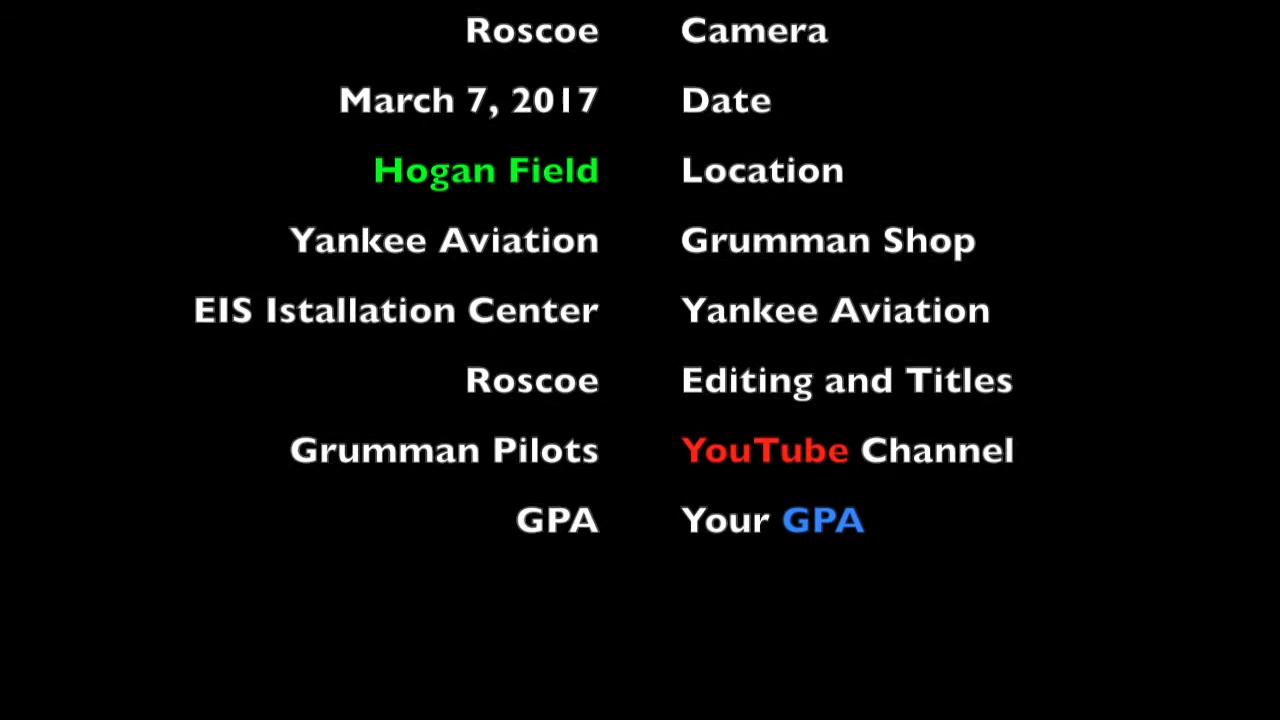 Roscoe Camera
March 7, 2017 Date
Hogan Field Location
Yankee Aviation Grumman Shop
EIS Istallation Center Yankee Aviation
Roscoe Editing and Titles
Grumman Pilots YouTube Channel
GPA Your GPA